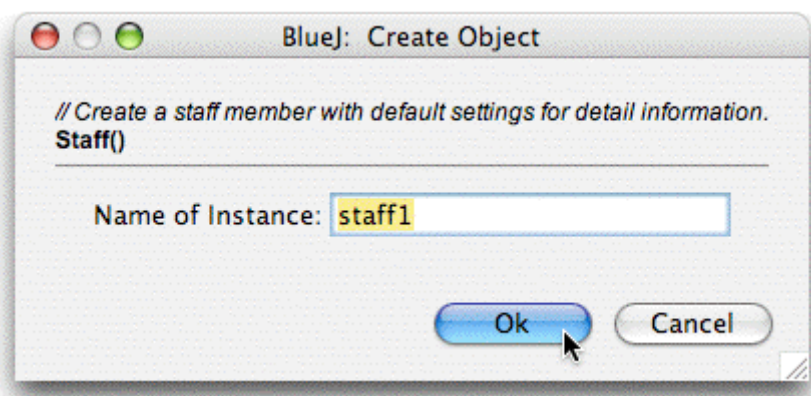 BlueJ: Create Object
// Create a staff member with default settings for detail information.
Staff()
Name of Instance: staff1
Ok Cancel